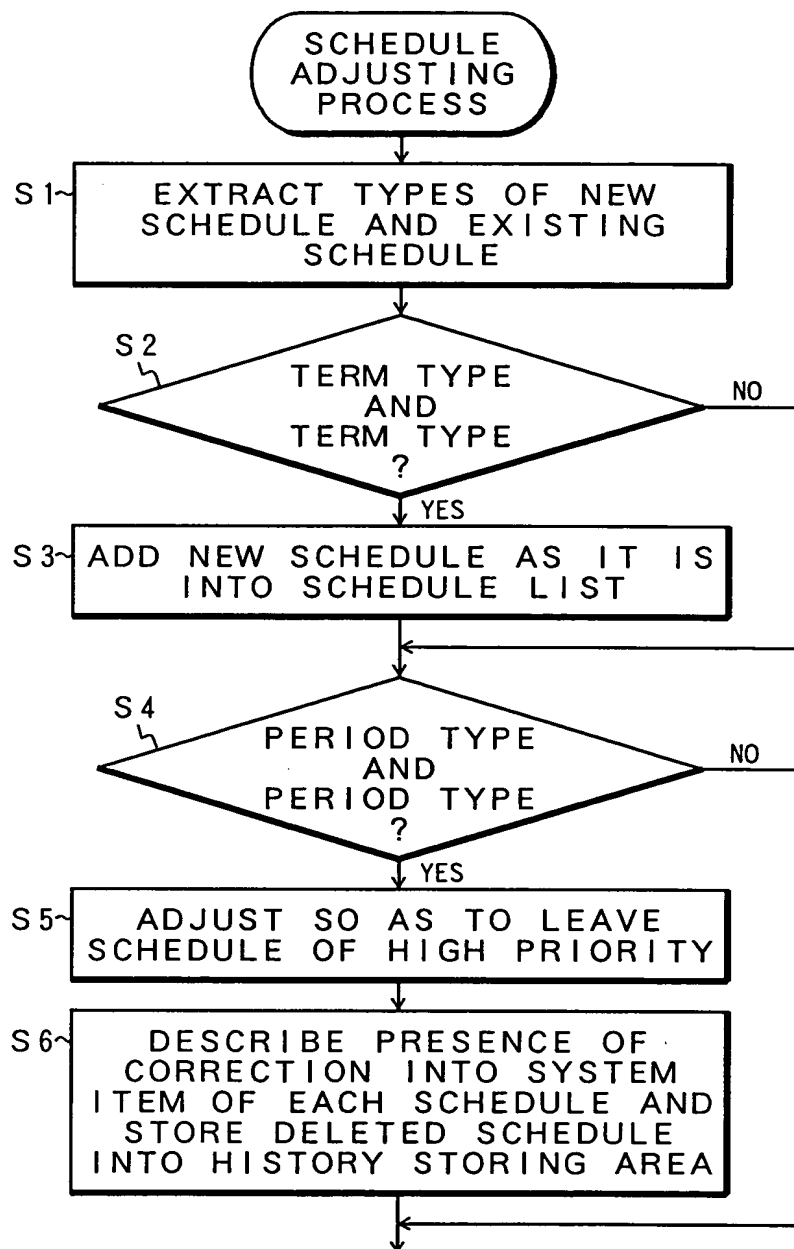 SCHEDULE
ADJUSTING
PROCESS
S1
EXTRACT TYPES OF NEW
SCHEDULE AND EXISTING
SCHEDULE
S2
TERM TYPE
AND
TERM TYPE
?
NO
YES
S3
ADD NEW SCHEDULE AS IT IS
INTO SCHEDULE LIST
S4
PERIOD TYPE
AND
PERIOD TYPE
?
NO
YES
S5
ADJUST SO AS TO LEAVE
SCHEDULE OF HIGH PRIORITY
S6
DESCRIBE PRESENCE OF
CORRECTION INTO SYSTEM
ITEM OF EACH SCHEDULE AND
STORE DELETED SCHEDULE
INTO HISTORY STORING AREA